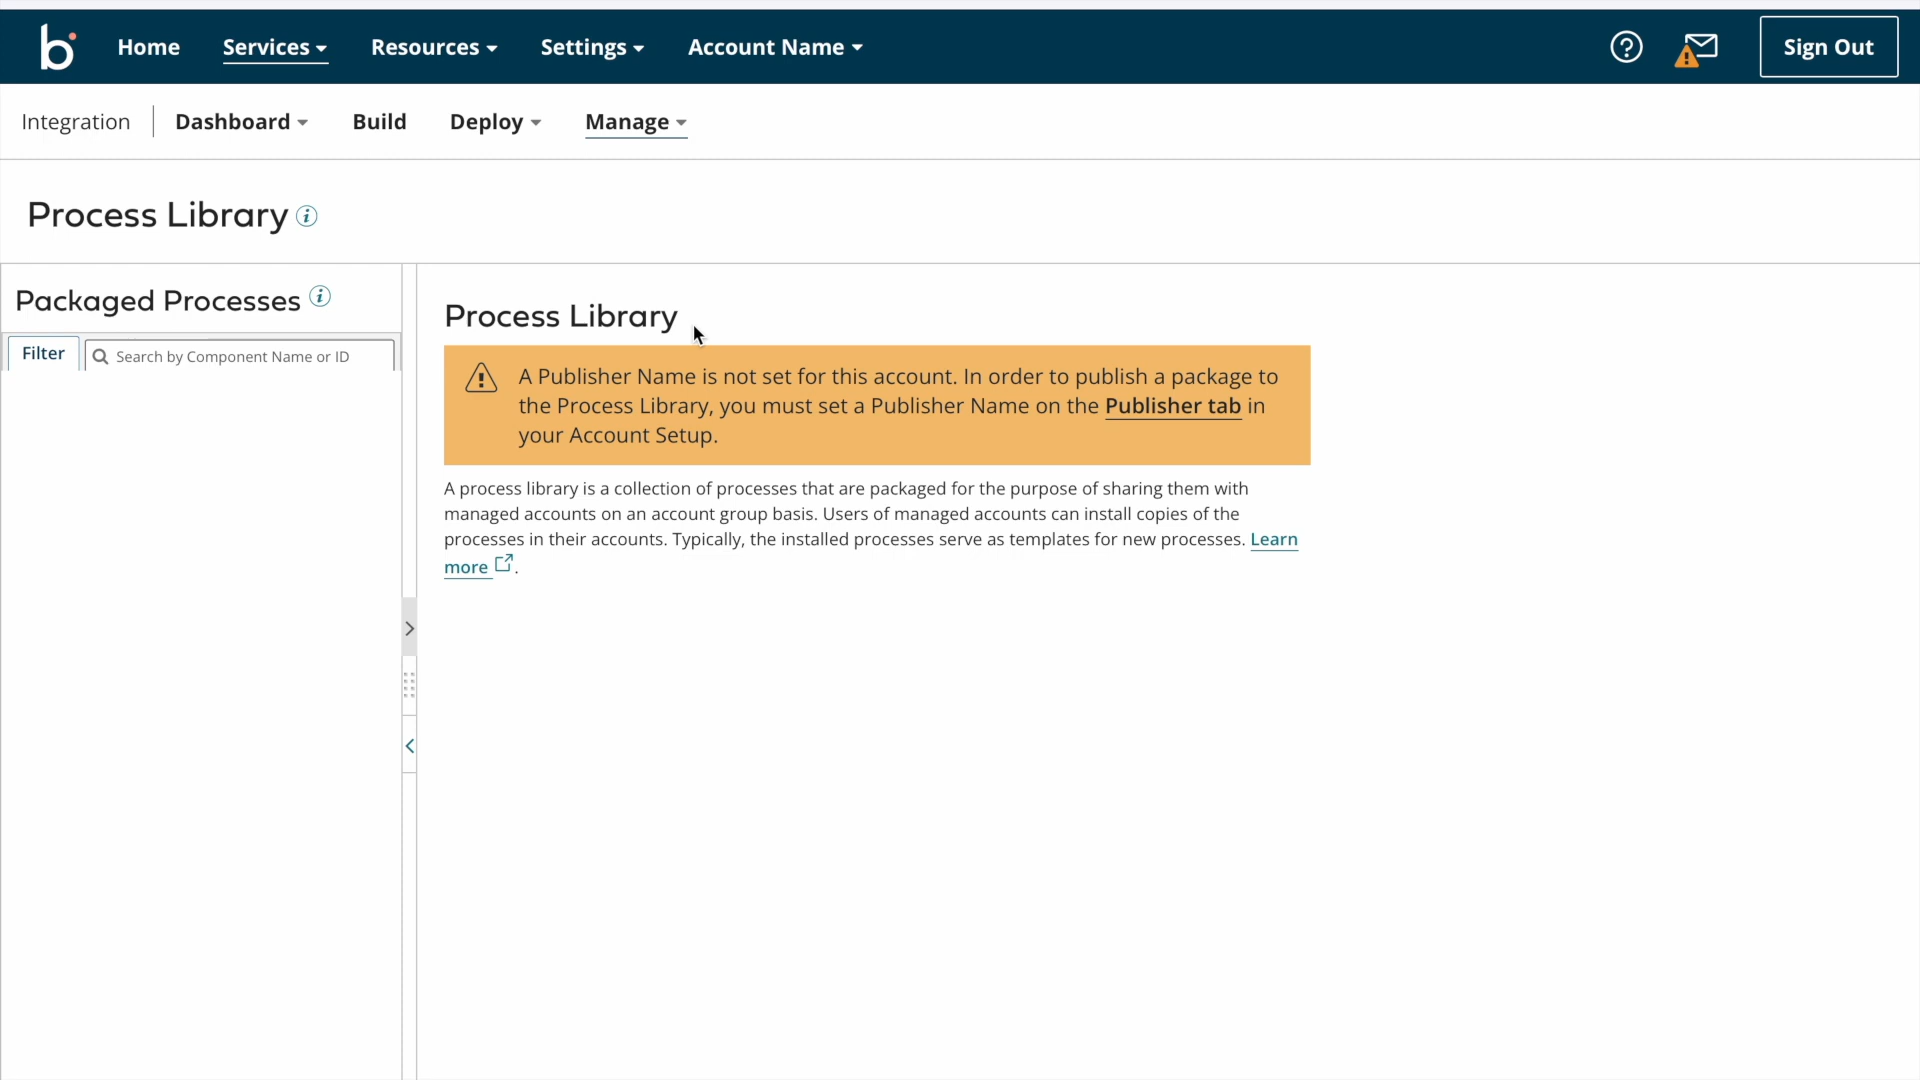 b Home Services Resources Settings Account Name Sign Out
Integration Dashboard Build Deploy Manage
Process Library
Packaged Processes
Filter Search by Component Name or ID
Process Library
A Publisher Name is not set for this account. In order to publish a package to
the Process Library, you must set a Publisher Name on the Publisher tab in
your Account Setup.
A process library is a collection of processes that are packaged for the purpose of sharing them with
managed accounts on an account group basis. Users of managed accounts can install copies of the
processes in their accounts. Typically, the installed processes serve as templates for new processes. Learn
more .